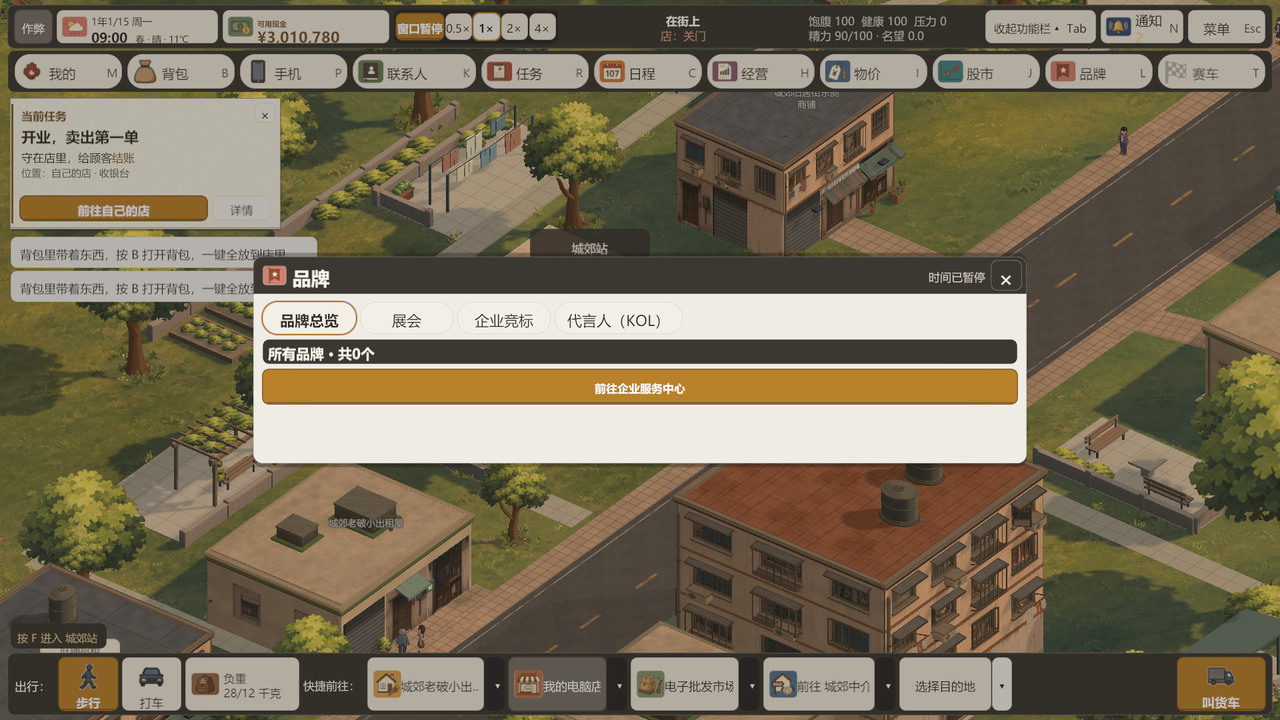 作弊
1年1/15 周一
09:00 春·晴·11℃
可用现金
¥3,010,780
窗口暂停 0.5× 1× 2× 4×
在街上
店：关门
饱腹 100 健康 100 压力 0
精力 90/100 · 名望 0.0
收起功能栏▴ Tab
通知 N
2
菜单 Esc
我的 M
背包 B
手机 P
联系人 K
任务 R
107
日程 C
经营 H
物价 I
股市 J
品牌 L
赛车 T
当前任务
×
开业，卖出第一单
守在店里，给顾客结账
位置：自己的店 · 收银台
前往自己的店
详情
背包里带着东西，按 B 打开背包，一键全放到店里
背包里带着东西，按 B 打开背包，一键全放
商铺
城郊站
品牌
时间已暂停
×
品牌总览
展会
企业竞标
代言人（KOL）
所有品牌 · 共0个
前往企业服务中心
城郊老破小出租屋
按 F 进入 城郊站
出行：
步行
打车
负重
28/12 千克
快捷前往：
城郊老破小出..
我的电脑店
电子批发市场
前往 城郊中介
选择目的地
叫货车